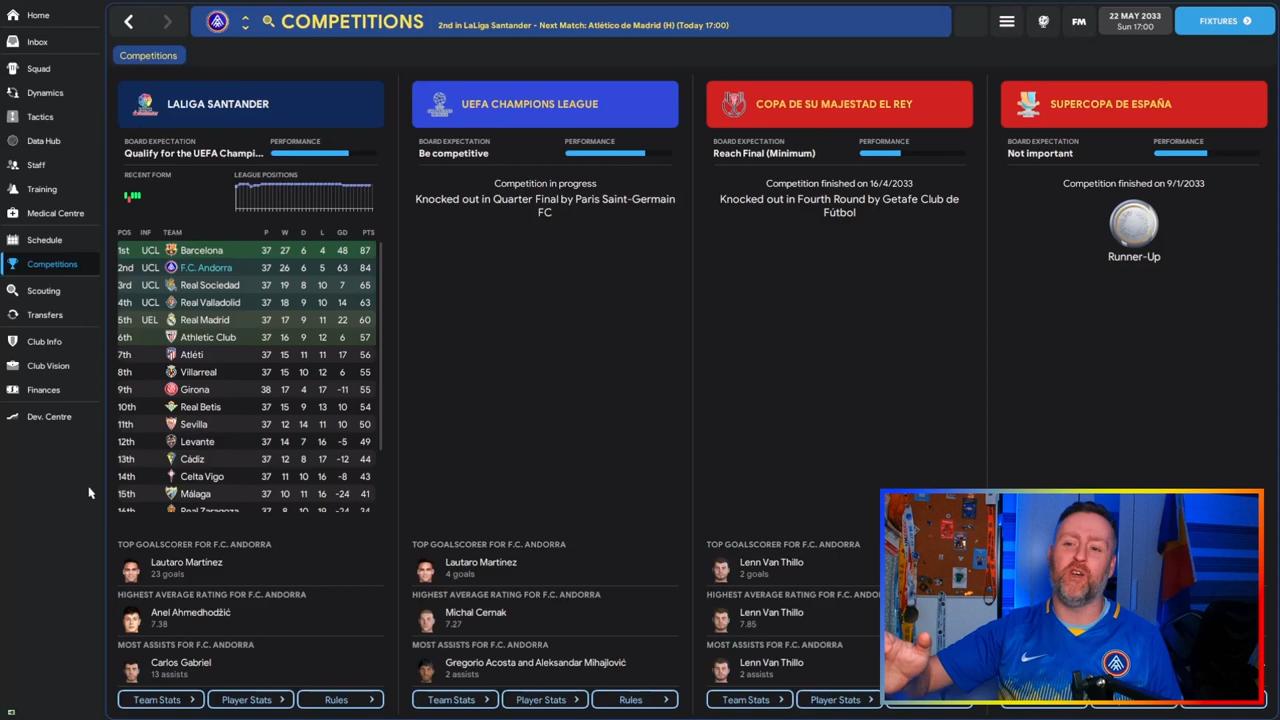 Home
Inbox
Squad
Dynamics
Tactics
Data Hub
Staff
Training
Medical Centre
Schedule
Competitions
Scouting
Transfers
Club Info
Club Vision
Finances
Dev. Centre
COMPETITIONS
2nd in LaLiga Santander - Next Match: Atlético de Madrid (H) (Today 17:00)
FM
22 MAY 2033
Sun 17:00
FIXTURES
Competitions
LALIGA SANTANDER
BOARD EXPECTATION PERFORMANCE
Qualify for the UEFA Champi...
RECENT FORM LEAGUE POSITIONS
POS INF TEAM P W D L GD PTS
1st UCL Barcelona 37 27 6 4 48 87
2nd UCL F.C. Andorra 37 26 6 5 63 84
3rd UCL Real Sociedad 37 19 8 10 7 65
4th UCL Real Valladolid 37 18 9 10 14 63
5th UEL Real Madrid 37 17 9 11 22 60
6th Athletic Club 37 16 9 12 6 57
7th Atléti 37 15 11 11 17 56
8th Villarreal 37 15 10 12 6 55
9th Girona 38 17 4 17 -11 55
10th Real Betis 37 15 9 13 10 54
11th Sevilla 37 12 14 11 10 50
12th Levante 37 14 7 16 -5 49
13th Cádiz 37 12 8 17 -12 44
14th Celta Vigo 37 11 10 16 -8 43
15th Málaga 37 10 11 16 -24 41
16th Real Zaragoza 37 8 10 19 -24 34
TOP GOALSCORER FOR F.C. ANDORRA
Lautaro Martínez
23 goals
HIGHEST AVERAGE RATING FOR F.C. ANDORRA
Anel Ahmedhodžić
7.38
MOST ASSISTS FOR F.C. ANDORRA
Carlos Gabriel
13 assists
Team Stats
Player Stats
Rules
UEFA CHAMPIONS LEAGUE
BOARD EXPECTATION PERFORMANCE
Be competitive
Competition in progress
Knocked out in Quarter Final by Paris Saint-Germain
FC
TOP GOALSCORER FOR F.C. ANDORRA
Lautaro Martínez
4 goals
HIGHEST AVERAGE RATING FOR F.C. ANDORRA
Michal Cernak
7.27
MOST ASSISTS FOR F.C. ANDORRA
Gregorio Acosta and Aleksandar Mihajlović
2 assists
Team Stats
Player Stats
Rules
COPA DE SU MAJESTAD EL REY
BOARD EXPECTATION PERFORMANCE
Reach Final (Minimum)
Competition finished on 16/4/2033
Knocked out in Fourth Round by Getafe Club de
Fútbol
TOP GOALSCORER FOR F.C. ANDORRA
Lenn Van Thillo
2 goals
HIGHEST AVERAGE RATING FOR F.C. AND
Lenn Van Thillo
7.85
MOST ASSISTS FOR F.C. ANDORRA
Lenn Van Thillo
2 assists
Team Stats
Player Stats
SUPERCOPA DE ESPAÑA
BOARD EXPECTATION PERFORMANCE
Not important
Competition finished on 9/1/2033
Runner-Up